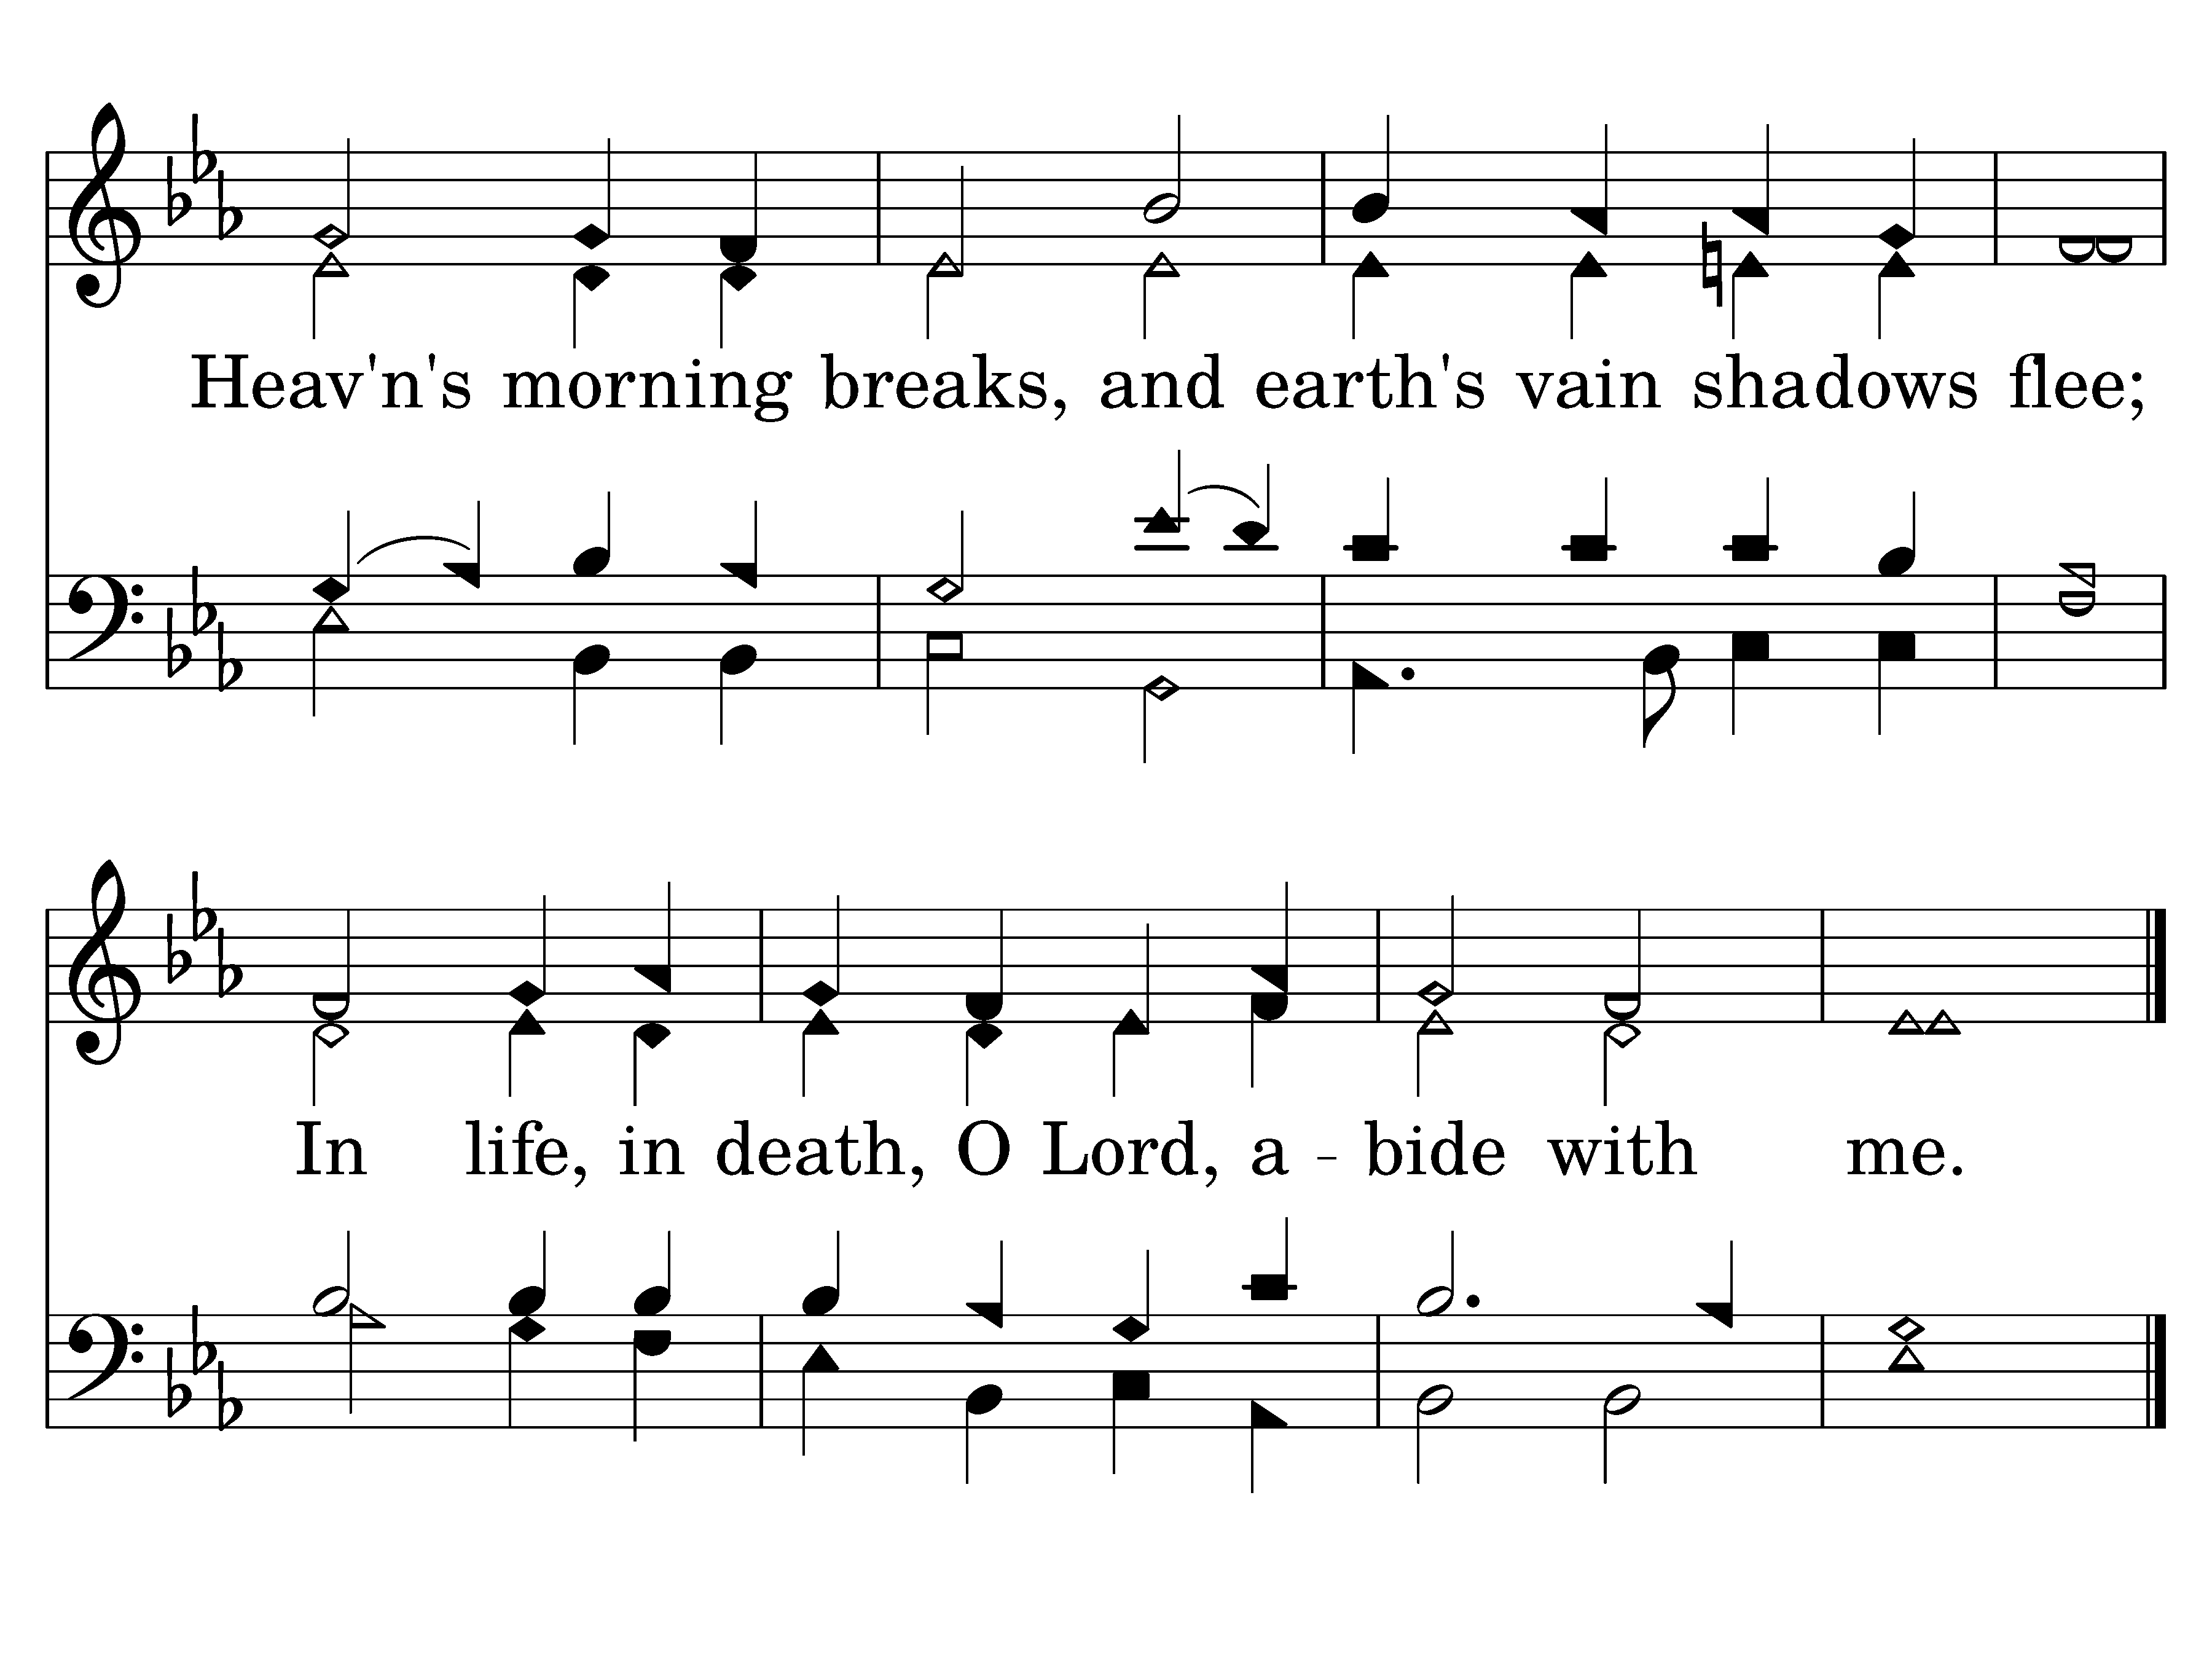 Heav'n's morning breaks, and earth's vain shadows flee;
In life, in death, O Lord, a - bide with me.